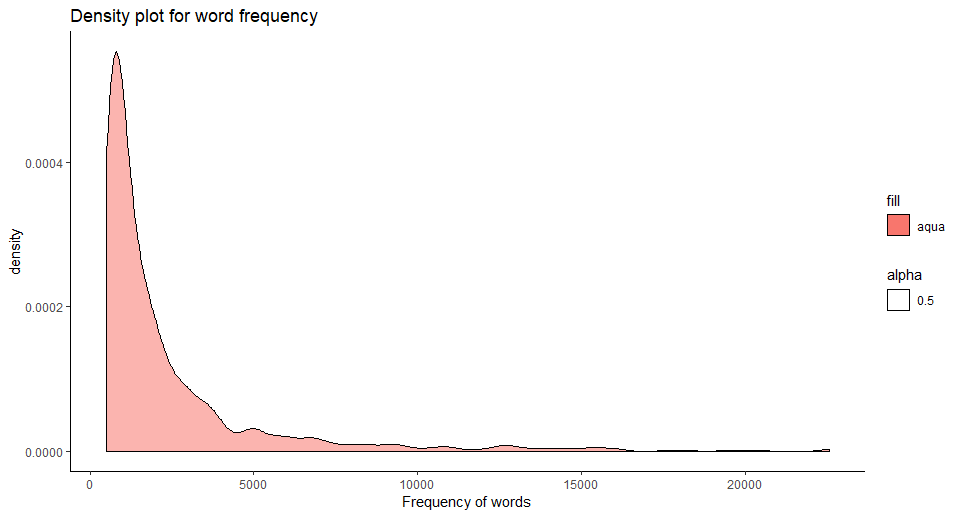 Density plot for word frequency
density
0.0004
0.0002
0.0000
0
5000
10000
15000
20000
Frequency of words
fill
aqua
alpha
0.5